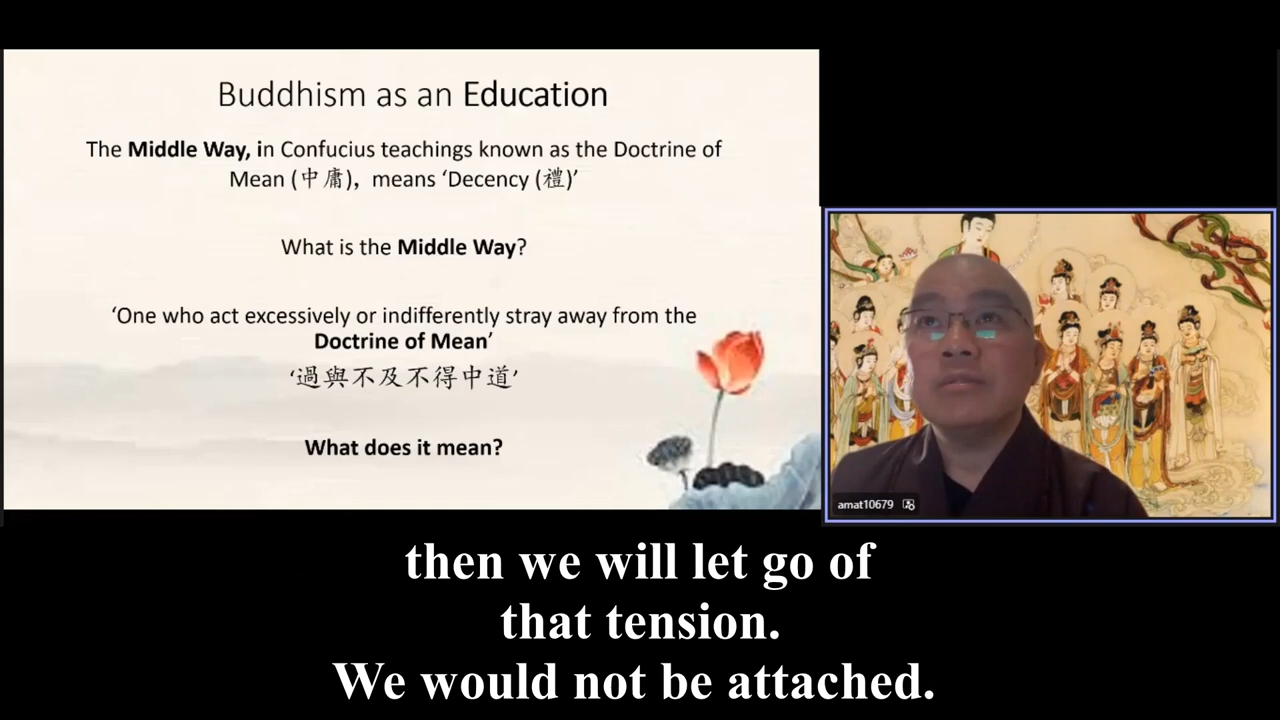 Buddhism as an Education
The Middle Way, in Confucius teachings known as the Doctrine of
Mean (中庸), means ‘Decency (禮)’
What is the Middle Way?
‘One who act excessively or indifferently stray away from the
Doctrine of Mean’
‘過與不及不得中道’
What does it mean?
amat10679
then we will let go of
that tension.
We would not be attached.